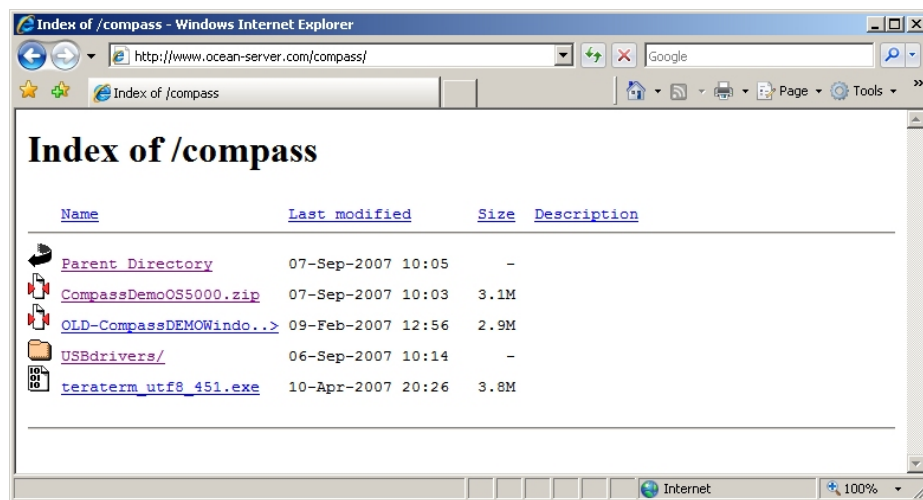 Index of /compass - Windows Internet Explorer
http://www.ocean-server.com/compass/ Google
Index of /compass Page Tools »
Index of /compass
Name Last modified Size Description
Parent Directory 07-Sep-2007 10:05 -
CompassDemoOS5000.zip 07-Sep-2007 10:03 3.1M
OLD-CompassDEMOWindo..> 09-Feb-2007 12:56 2.9M
USBdrivers/ 06-Sep-2007 10:14 -
teraterm_utf8_451.exe 10-Apr-2007 20:26 3.8M
Internet 100%